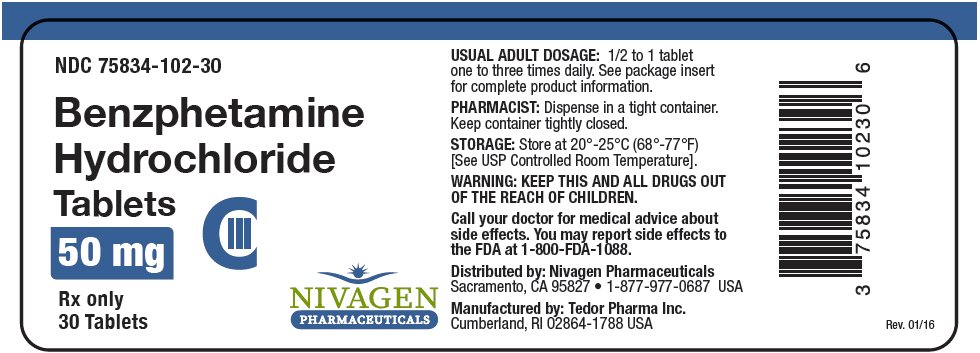 NDC 75834-102-30
Benzphetamine
Hydrochloride
Tablets
50 mg
CIII
Rx only
30 Tablets
NIVAGEN
PHARMACEUTICALS
USUAL ADULT DOSAGE: 1/2 to 1 tablet
one to three times daily. See package insert
for complete product information.
PHARMACIST: Dispense in a tight container.
Keep container tightly closed.
STORAGE: Store at 20°-25°C (68°-77°F)
[See USP Controlled Room Temperature].
WARNING: KEEP THIS AND ALL DRUGS OUT
OF THE REACH OF CHILDREN.
Call your doctor for medical advice about
side effects. You may report side effects to
the FDA at 1-800-FDA-1088.
Distributed by: Nivagen Pharmaceuticals
Sacramento, CA 95827 • 1-877-977-0687 USA
Manufactured by: Tedor Pharma Inc.
Cumberland, RI 02864-1788 USA
3 75834 10230 6
Rev. 01/16